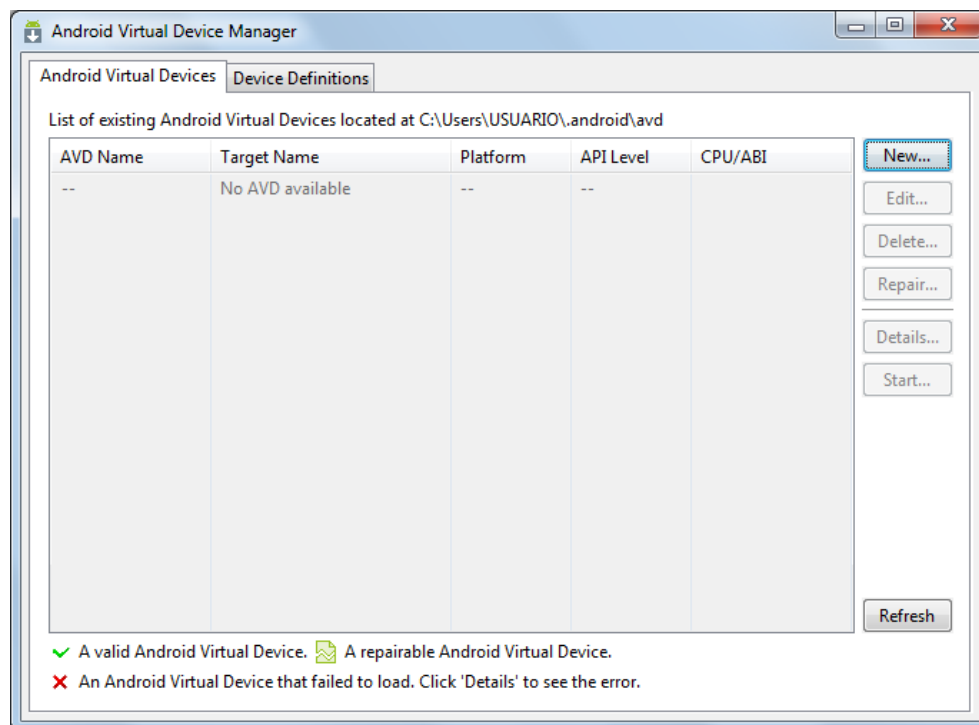 Android Virtual Device Manager
Android Virtual Devices
Device Definitions
List of existing Android Virtual Devices located at C:\Users\USUARIO\.android\avd
AVD Name Target Name Platform API Level CPU/ABI
-- No AVD available -- --
New...
Edit...
Delete...
Repair...
Details...
Start...
Refresh
A valid Android Virtual Device. A repairable Android Virtual Device.
An Android Virtual Device that failed to load. Click 'Details' to see the error.